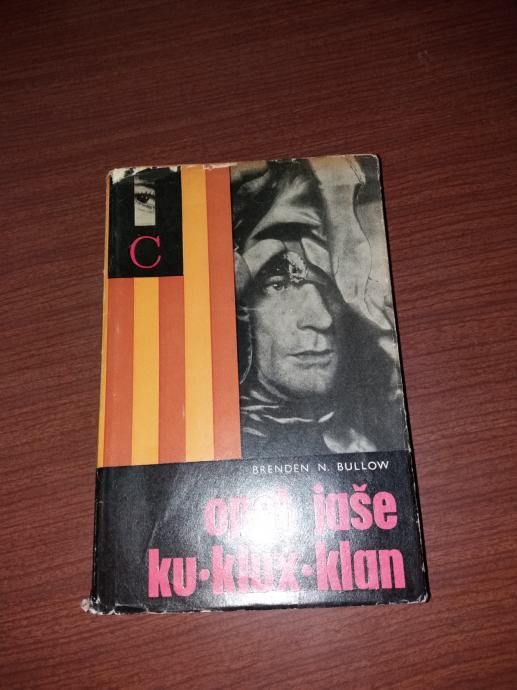 C
BRENDEN N. BULLOW
opet jaše
ku·klux·klan